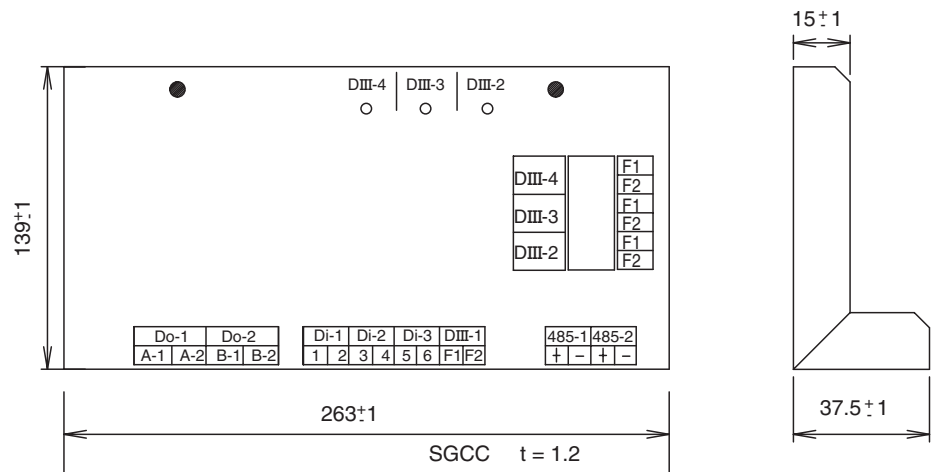 15±1
DIII-4 DIII-3 DIII-2
139±1
DIII-4 F1
F2
DIII-3 F1
F2
DIII-2 F1
F2
Do-1 Do-2
A-1 A-2 B-1 B-2
Di-1 Di-2 Di-3 DIII-1
1 2 3 4 5 6 F1 F2
485-1 485-2
+ − + −
263±1
37.5±1
SGCC t = 1.2